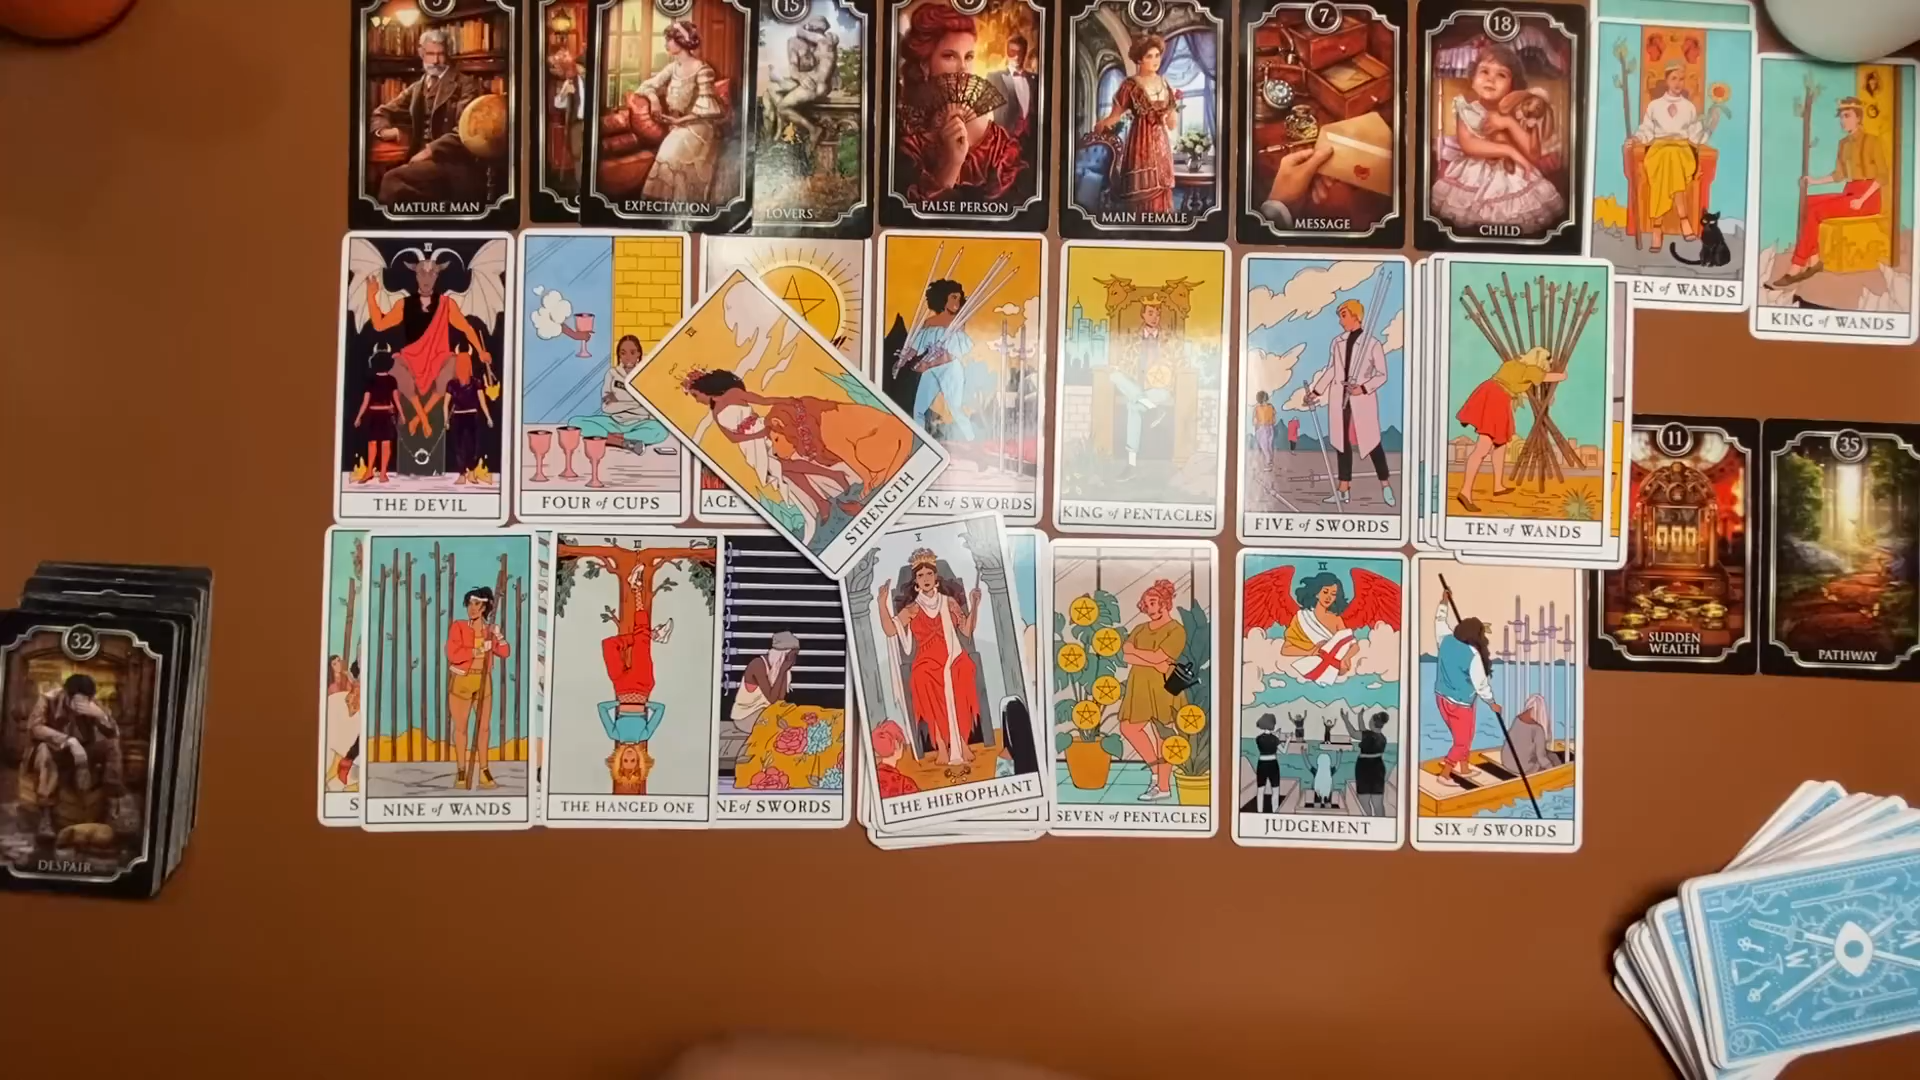 MATURE MAN
28
EXPECTATION
15
LOVERS
FALSE PERSON
2
MAIN FEMALE
7
MESSAGE
18
CHILD
EN of WANDS
KING of WANDS
THE DEVIL
FOUR of CUPS
ACE
STRENGTH
EN of SWORDS
KING of PENTACLES
FIVE of SWORDS
TEN of WANDS
11
SUDDEN
WEALTH
35
PATHWAY
32
DESPAIR
S
NINE of WANDS
THE HANGED ONE
NE of SWORDS
V
THE HIEROPHANT
SEVEN of PENTACLES
JUDGEMENT
SIX of SWORDS